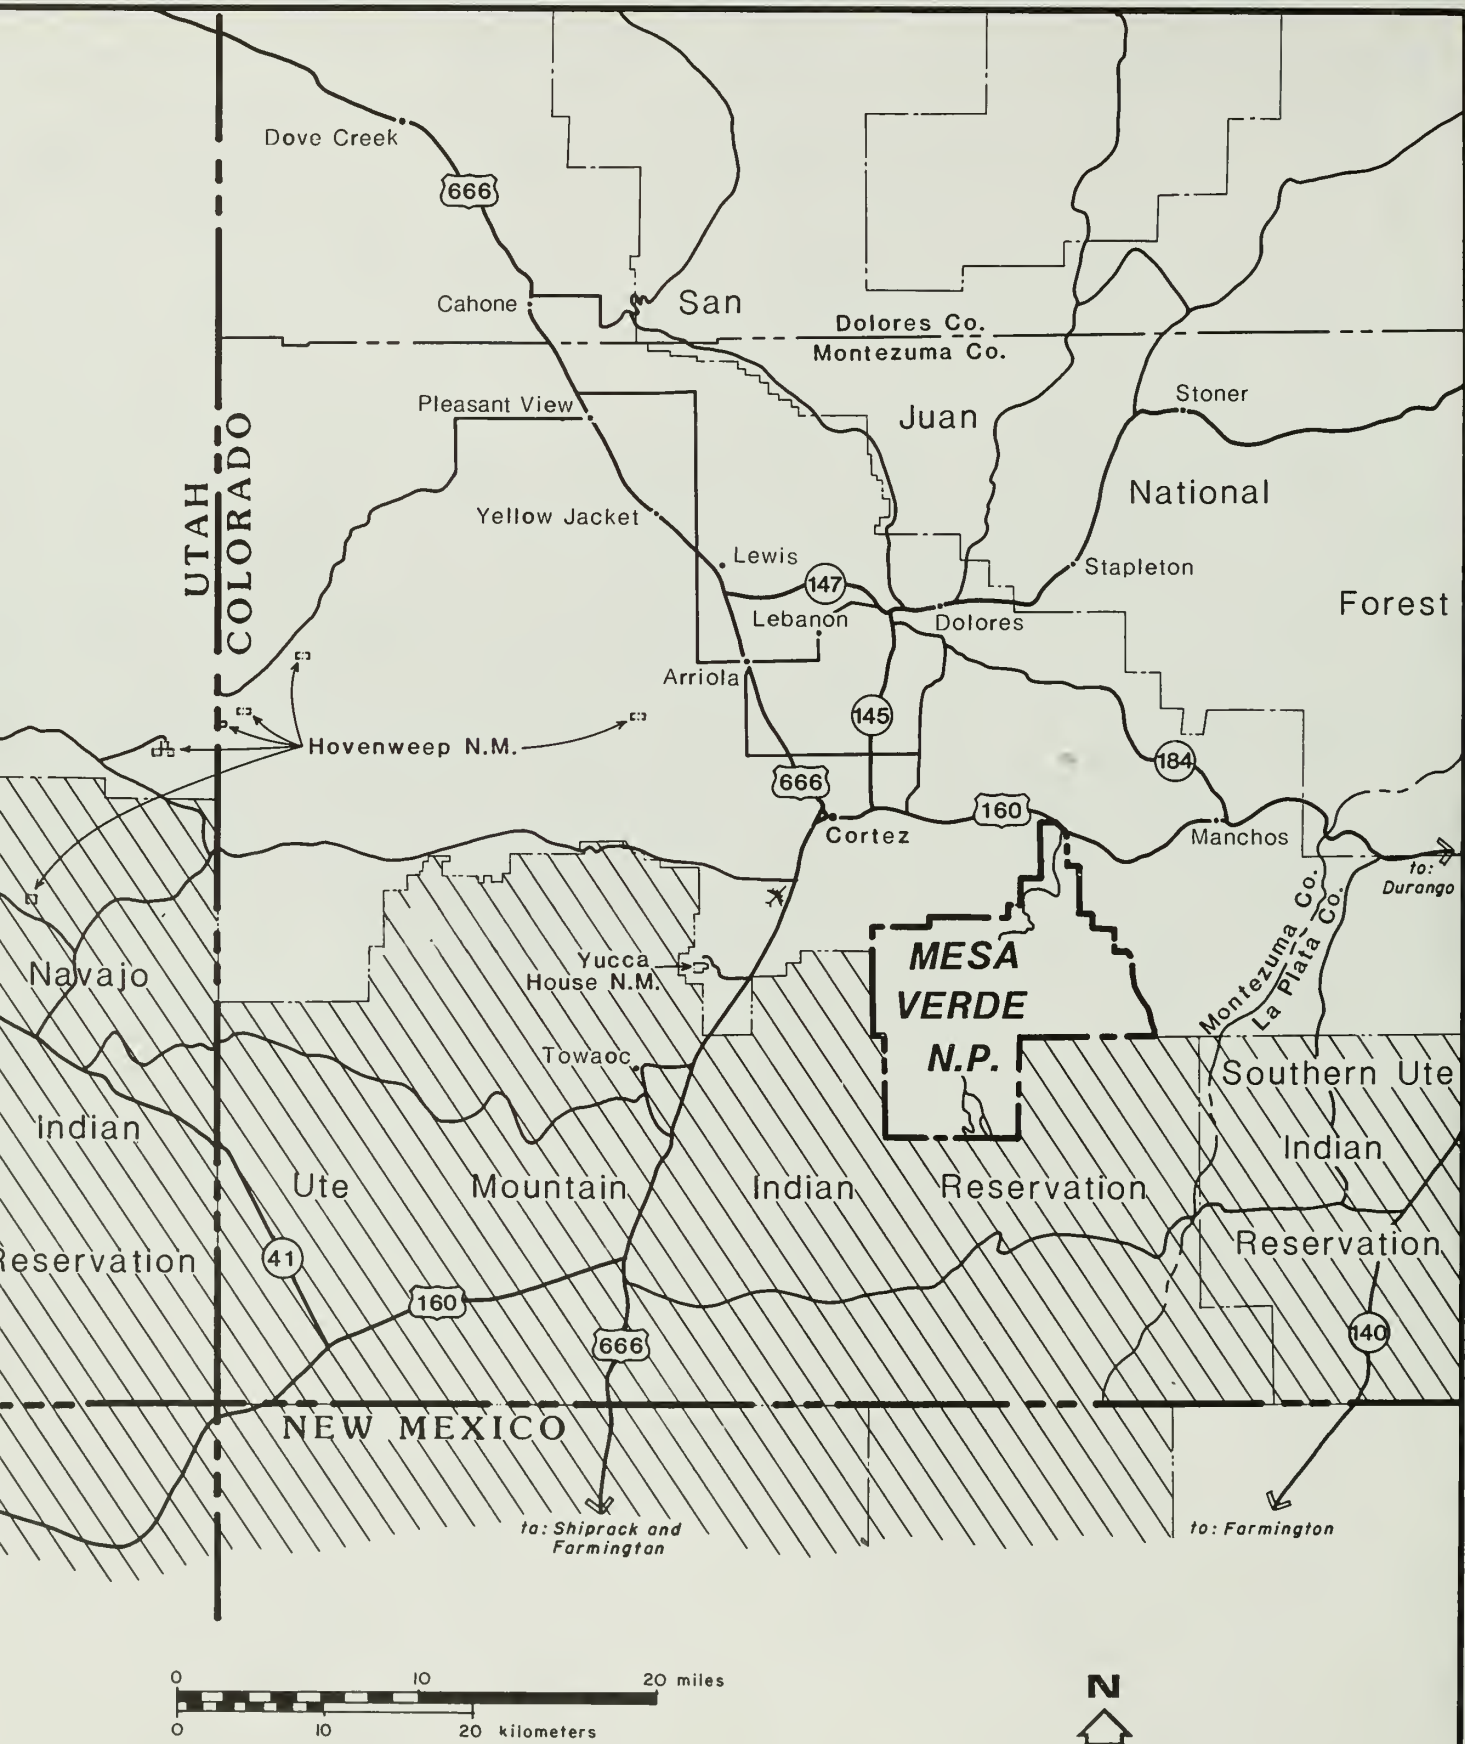 Dove Creek
666
Cahone
San
Dolores Co.
Montezuma Co.
Pleasant View
Juan
Stoner
UTAH
COLORADO
National
Yellow Jacket
Lewis
147
Stapleton
Lebanon
Dolores
Forest
Arriola
145
Hovenweep N.M.
184
666
160
Cortez
Manchos
to:
Durango
Montezuma Co.
La Plata Co.
MESA
VERDE
N.P.
Yucca
House N.M.
Navajo
Towaoc
Southern Ute
Indian
Indian
Ute Mountain Indian Reservation
Reservation
Reservation
41
160
666
140
NEW MEXICO
to: Shiprock and
Farmington
to: Farmington
0 10 20 miles
0 10 20 kilometers
N